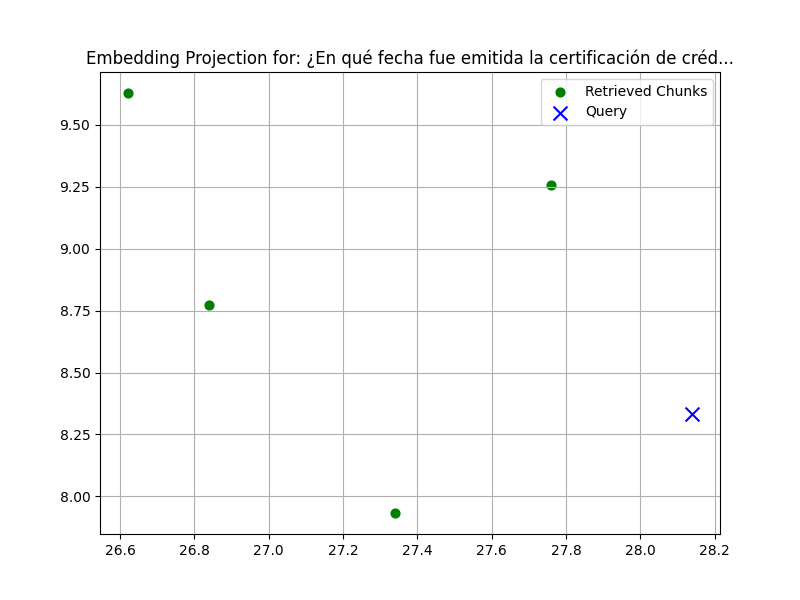 Embedding Projection for: ¿En qué fecha fue emitida la certificación de créd...
Retrieved Chunks
Query
9.50
9.25
9.00
8.75
8.50
8.25
8.00
26.6 26.8 27.0 27.2 27.4 27.6 27.8 28.0 28.2